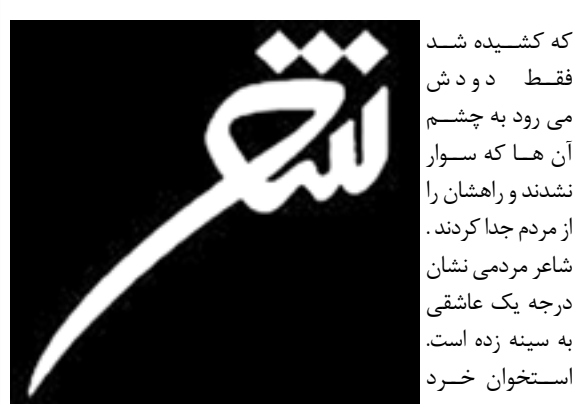 شعر
که کشیده شد
فقط دودش
می رود به چشم
آن ها که سوار
نشدند و راهشان را
از مردم جدا کردند .
شاعر مردمی نشان
درجه یک عاشقی
به سینه زده است.
استخوان خرد